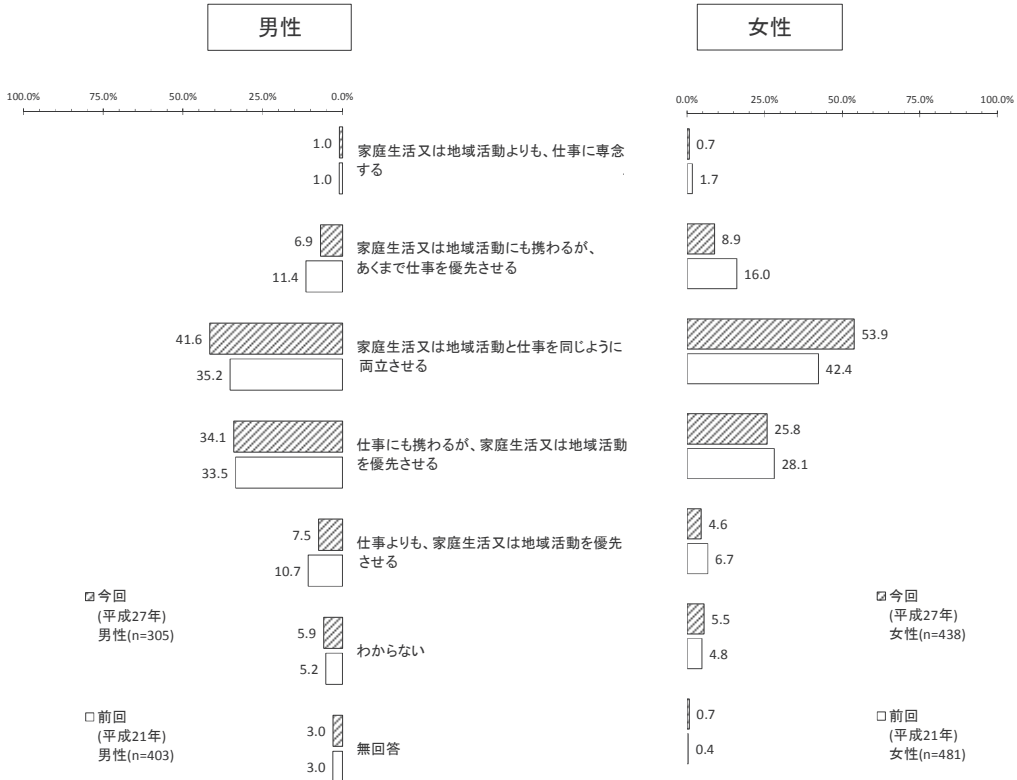 男性
女性
100.0% 75.0% 50.0% 25.0% 0.0%
0.0% 25.0% 50.0% 75.0% 100.0%
1.0
1.0
家庭生活又は地域活動よりも、仕事に専念
する
0.7
1.7
6.9
11.4
家庭生活又は地域活動にも携わるが、
あくまで仕事を優先させる
8.9
16.0
41.6
35.2
家庭生活又は地域活動と仕事を同じように
両立させる
53.9
42.4
34.1
33.5
仕事にも携わるが、家庭生活又は地域活動
を優先させる
25.8
28.1
7.5
10.7
仕事よりも、家庭生活又は地域活動を優先
させる
4.6
6.7
5.9
5.2
わからない
5.5
4.8
3.0
3.0
無回答
0.7
0.4
今回
(平成27年)
男性(n=305)
前回
(平成21年)
男性(n=403)
今回
(平成27年)
女性(n=438)
前回
(平成21年)
女性(n=481)